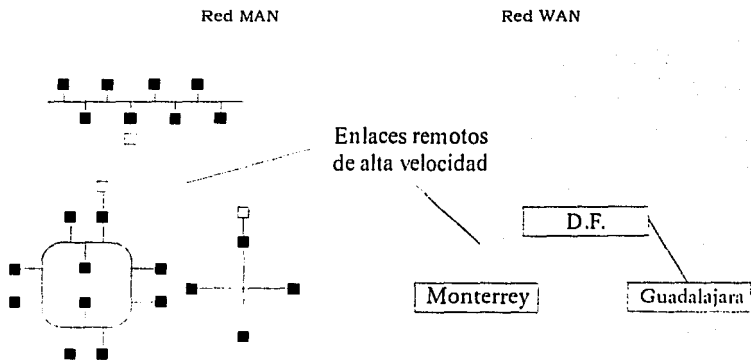 Red MAN
Red WAN
Enlaces remotos
de alta velocidad
D.F.
Monterrey
Guadalajara